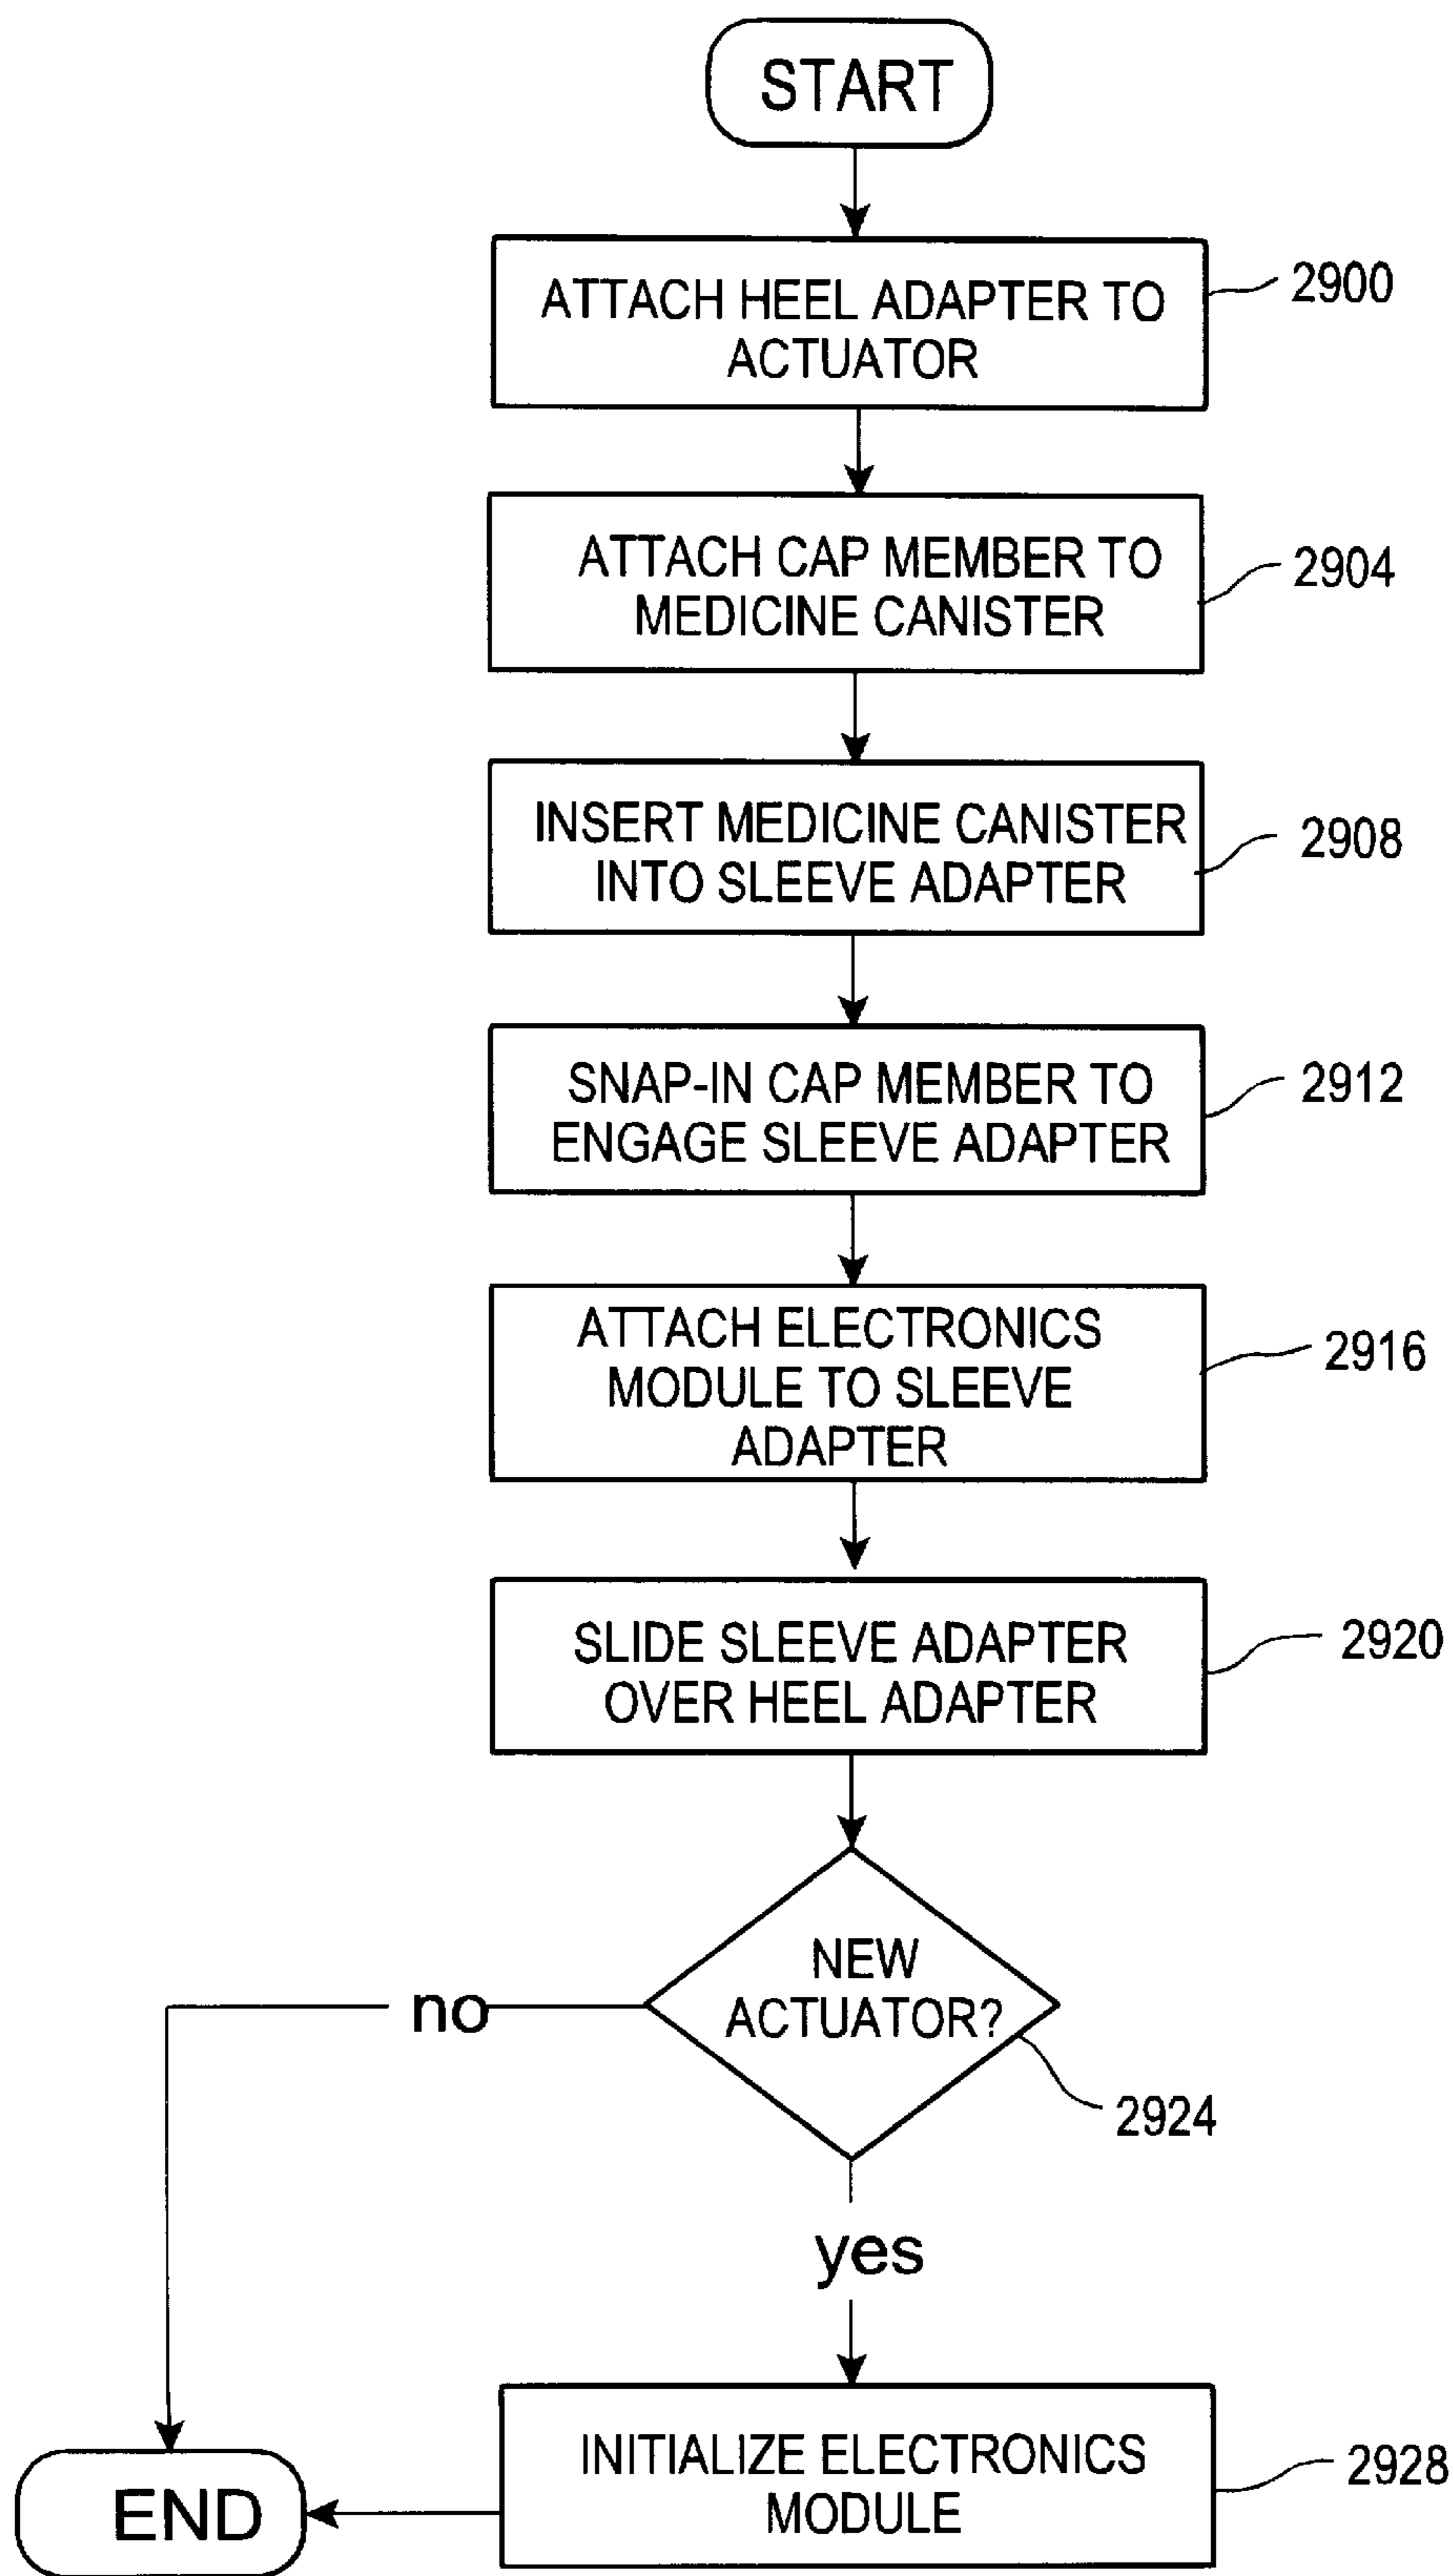 START
ATTACH HEEL ADAPTER TO
ACTUATOR
2900
ATTACH CAP MEMBER TO
MEDICINE CANISTER
2904
INSERT MEDICINE CANISTER
INTO SLEEVE ADAPTER
2908
SNAP-IN CAP MEMBER TO
ENGAGE SLEEVE ADAPTER
2912
ATTACH ELECTRONICS
MODULE TO SLEEVE
ADAPTER
2916
SLIDE SLEEVE ADAPTER
OVER HEEL ADAPTER
2920
NEW
ACTUATOR?
no
2924
yes
INITIALIZE ELECTRONICS
MODULE
2928
END